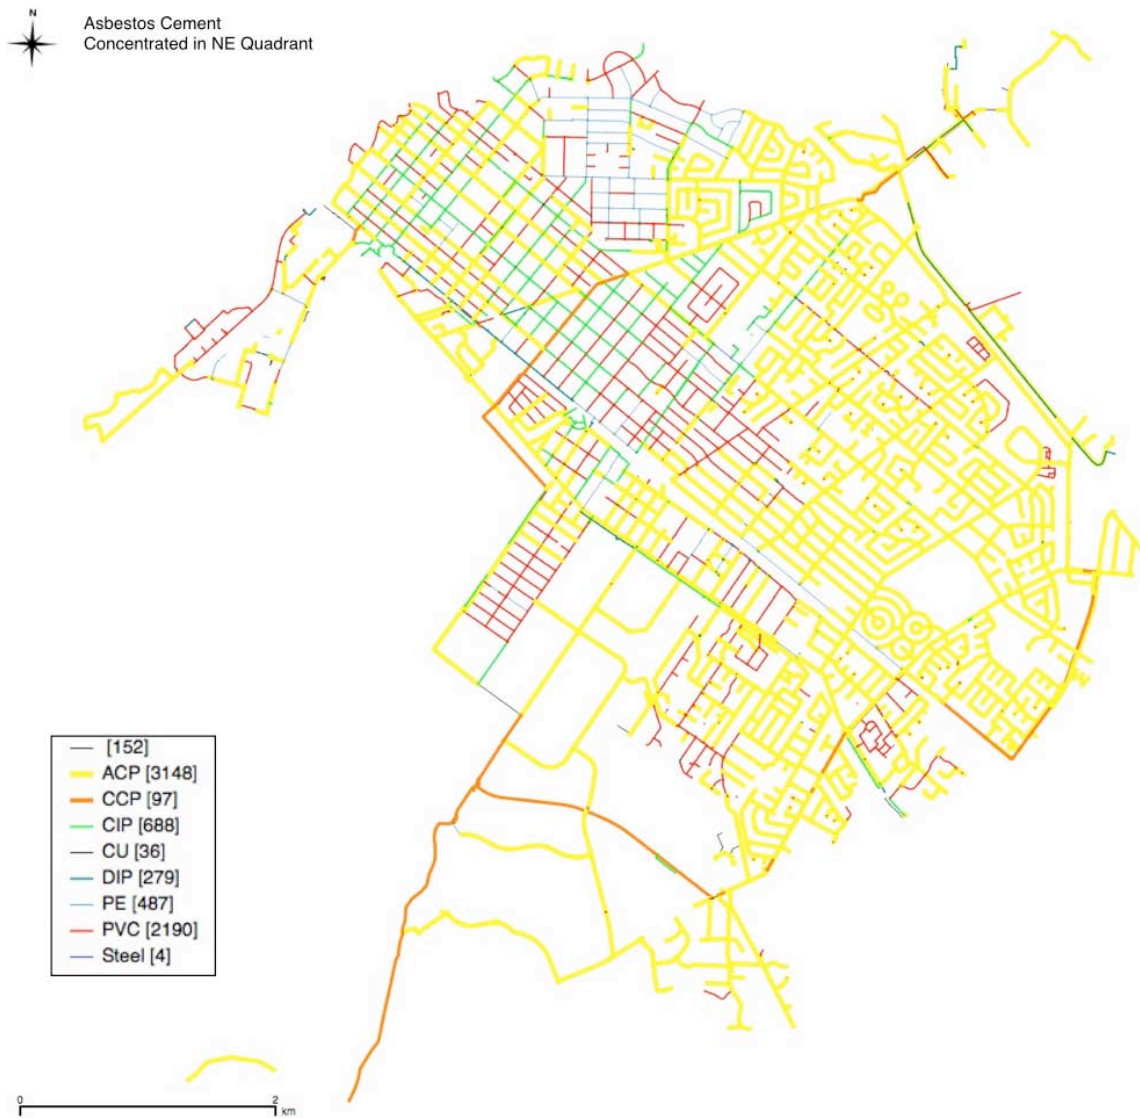 N
Asbestos Cement
Concentrated in NE Quadrant
[152]
ACP [3148]
CCP [97]
CIP [688]
CU [36]
DIP [279]
PE [487]
PVC [2190]
Steel [4]
0 2
km